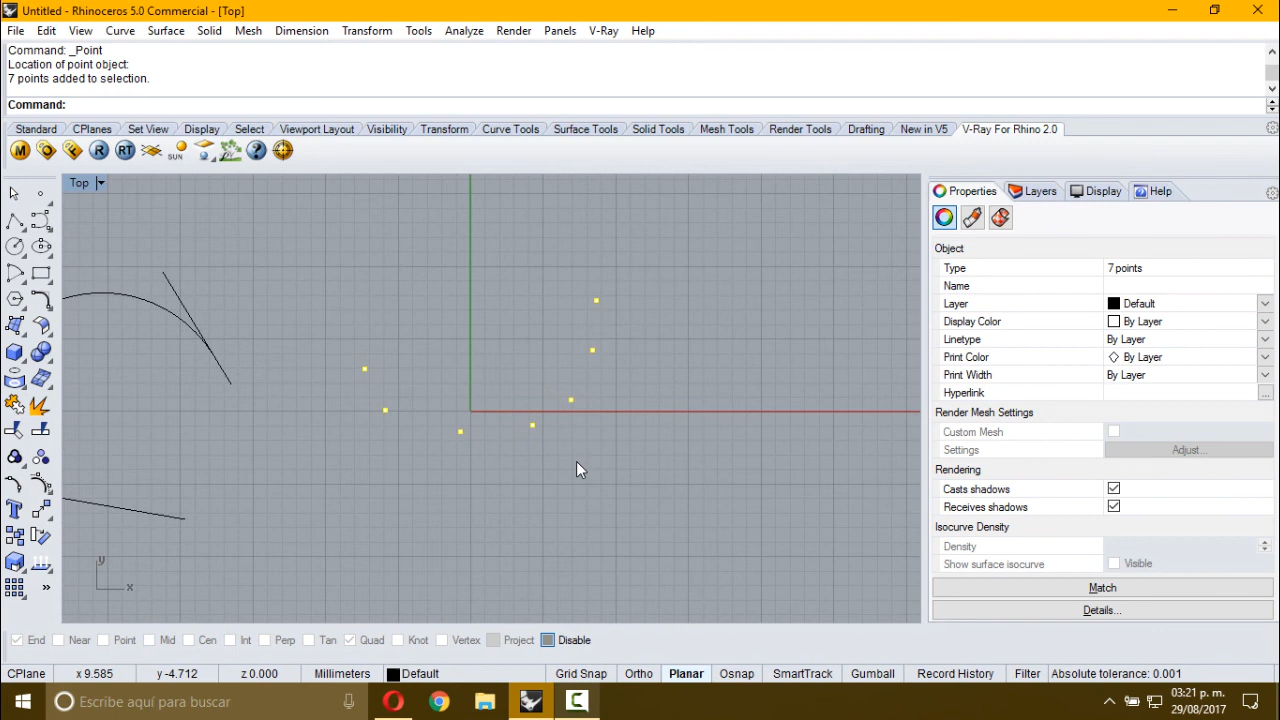 Untitled - Rhinoceros 5.0 Commercial - [Top]
File Edit View Curve Surface Solid Mesh Dimension Transform Tools Analyze Render Panels V-Ray Help
Command: _Point
Location of point object:
7 points added to selection.
Command:
Standard CPlanes Set View Display Select Viewport Layout Visibility Transform Curve Tools Surface Tools Solid Tools Mesh Tools Render Tools Drafting New in V5 V-Ray For Rhino 2.0
M R RT SUN ?
Top
Properties Layers Display Help
Object
Type 7 points
Name
Layer Default
Display Color By Layer
Linetype By Layer
Print Color By Layer
Print Width By Layer
Hyperlink ...
Render Mesh Settings
Custom Mesh
Settings Adjust...
Rendering
Casts shadows
Receives shadows
Isocurve Density
Density
Show surface isocurve Visible
Match
Details...
y
x
End Near Point Mid Cen Int Perp Tan Quad Knot Vertex Project Disable
CPlane x 9.585 y -4.712 z 0.000 Millimeters Default Grid Snap Ortho Planar Osnap SmartTrack Gumball Record History Filter Absolute tolerance: 0.001
Escribe aquí para buscar
03:21 p. m.
29/08/2017